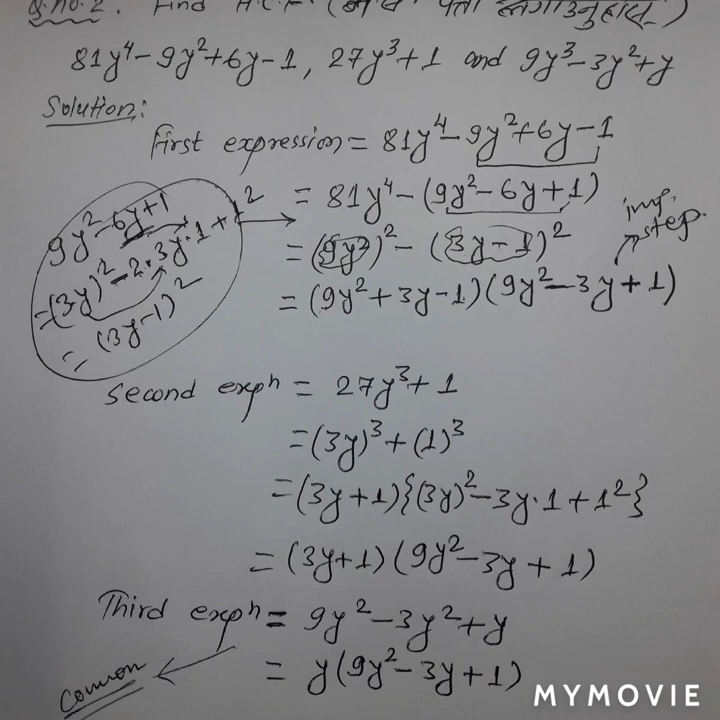 Q.no.2. Find H.C.F. (म.स. पता लगाउनुहोस्)
81y⁴-9y²+6y-1, 27y³+1 and 9y³-3y²+y
Solution:
First expression = 81y⁴-9y²+6y-1
= 81y⁴-(9y²-6y+1)
= (9y²)²-(3y-1)²
= (9y²+3y-1)(9y²-3y+1)
imp. step.
9y²-6y+1
=(3y)²-2·3y·1+1²
= (3y-1)²
Second expⁿ = 27y³+1
=(3y)³+(1)³
=(3y+1){(3y)²-3y·1+1²}
= (3y+1)(9y²-3y+1)
Third expⁿ = 9y²-3y²+y
= y(9y²-3y+1)
Common
MYMOVIE